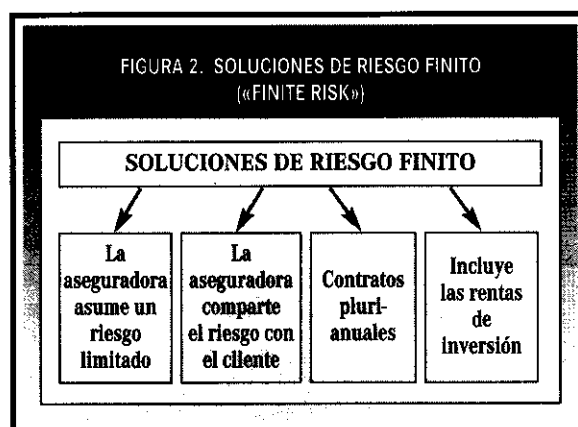 FIGURA 2. SOLUCIONES DE RIESGO FINITO
(«FINITE RISK»)
SOLUCIONES DE RIESGO FINITO
La
aseguradora
asume un
riesgo
limitado
La
aseguradora
comparte
el riesgo con
el cliente
Contratos
pluri-
anuales
Incluye
las rentas
de
inversión